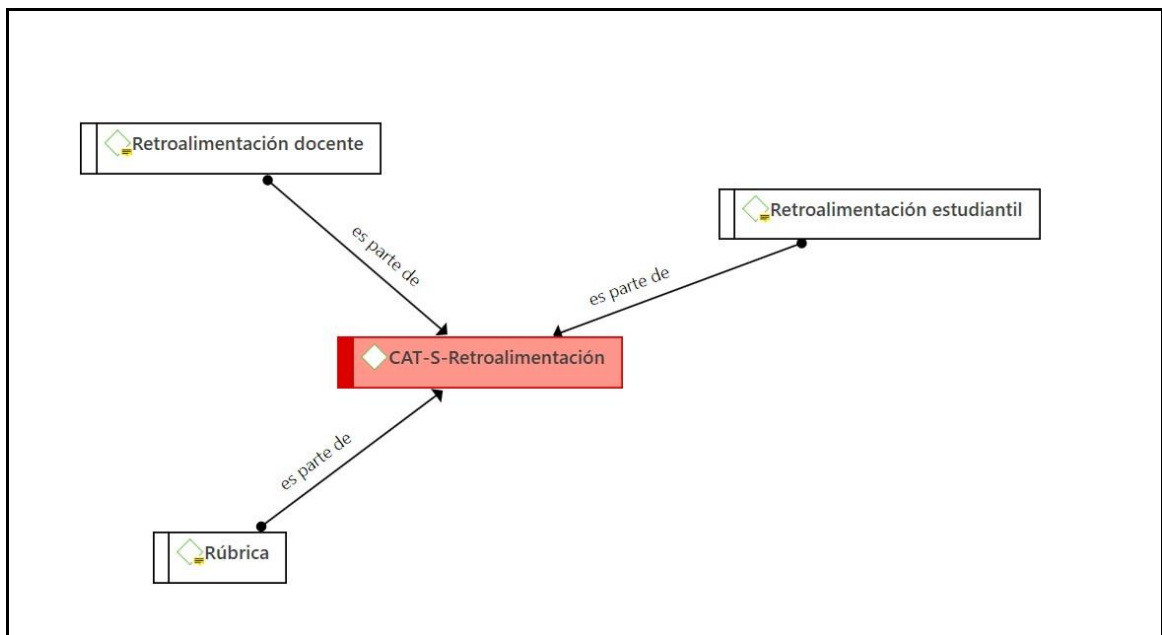 Retroalimentación docente
Retroalimentación estudiantil
es parte de
es parte de
CAT-S-Retroalimentación
es parte de
Rúbrica